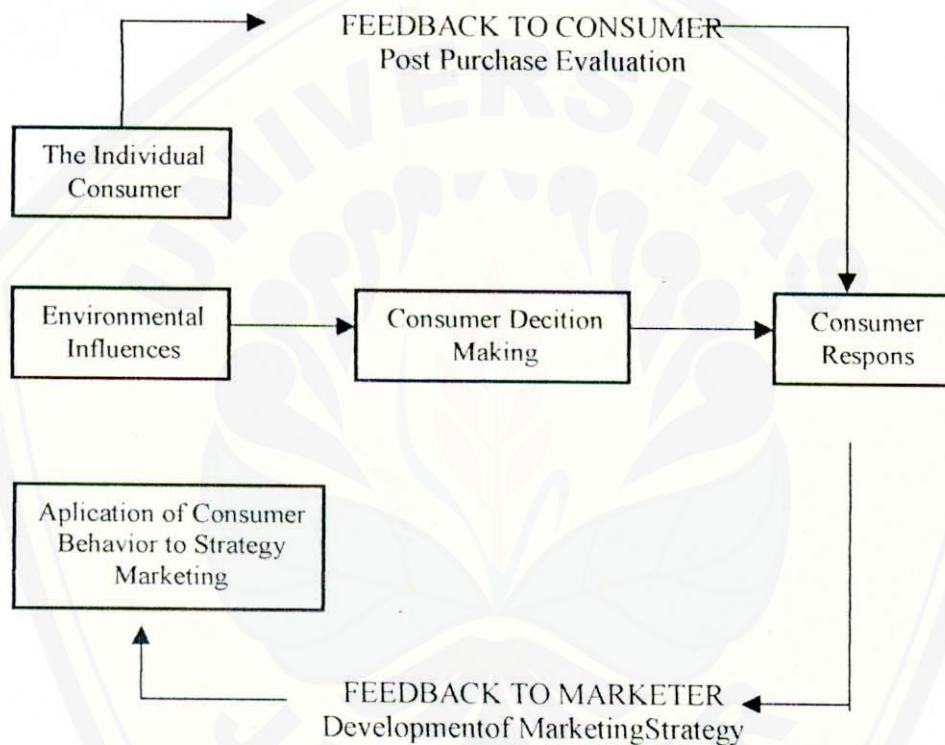 FEEDBACK TO CONSUMER
Post Purchase Evaluation
The Individual
Consumer
Environmental
Influences
Consumer Decition
Making
Consumer
Respons
Aplication of Consumer
Behavior to Strategy
Marketing
FEEDBACK TO MARKETER
Developmentof MarketingStrategy
UNIVERSITAS